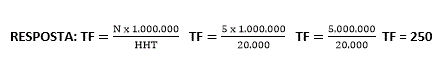 RESPOSTA: TF = N x 1.000.000 / HHT TF = 5 x 1.000.000 / 20.000 TF = 5.000.000 / 20.000 TF = 250